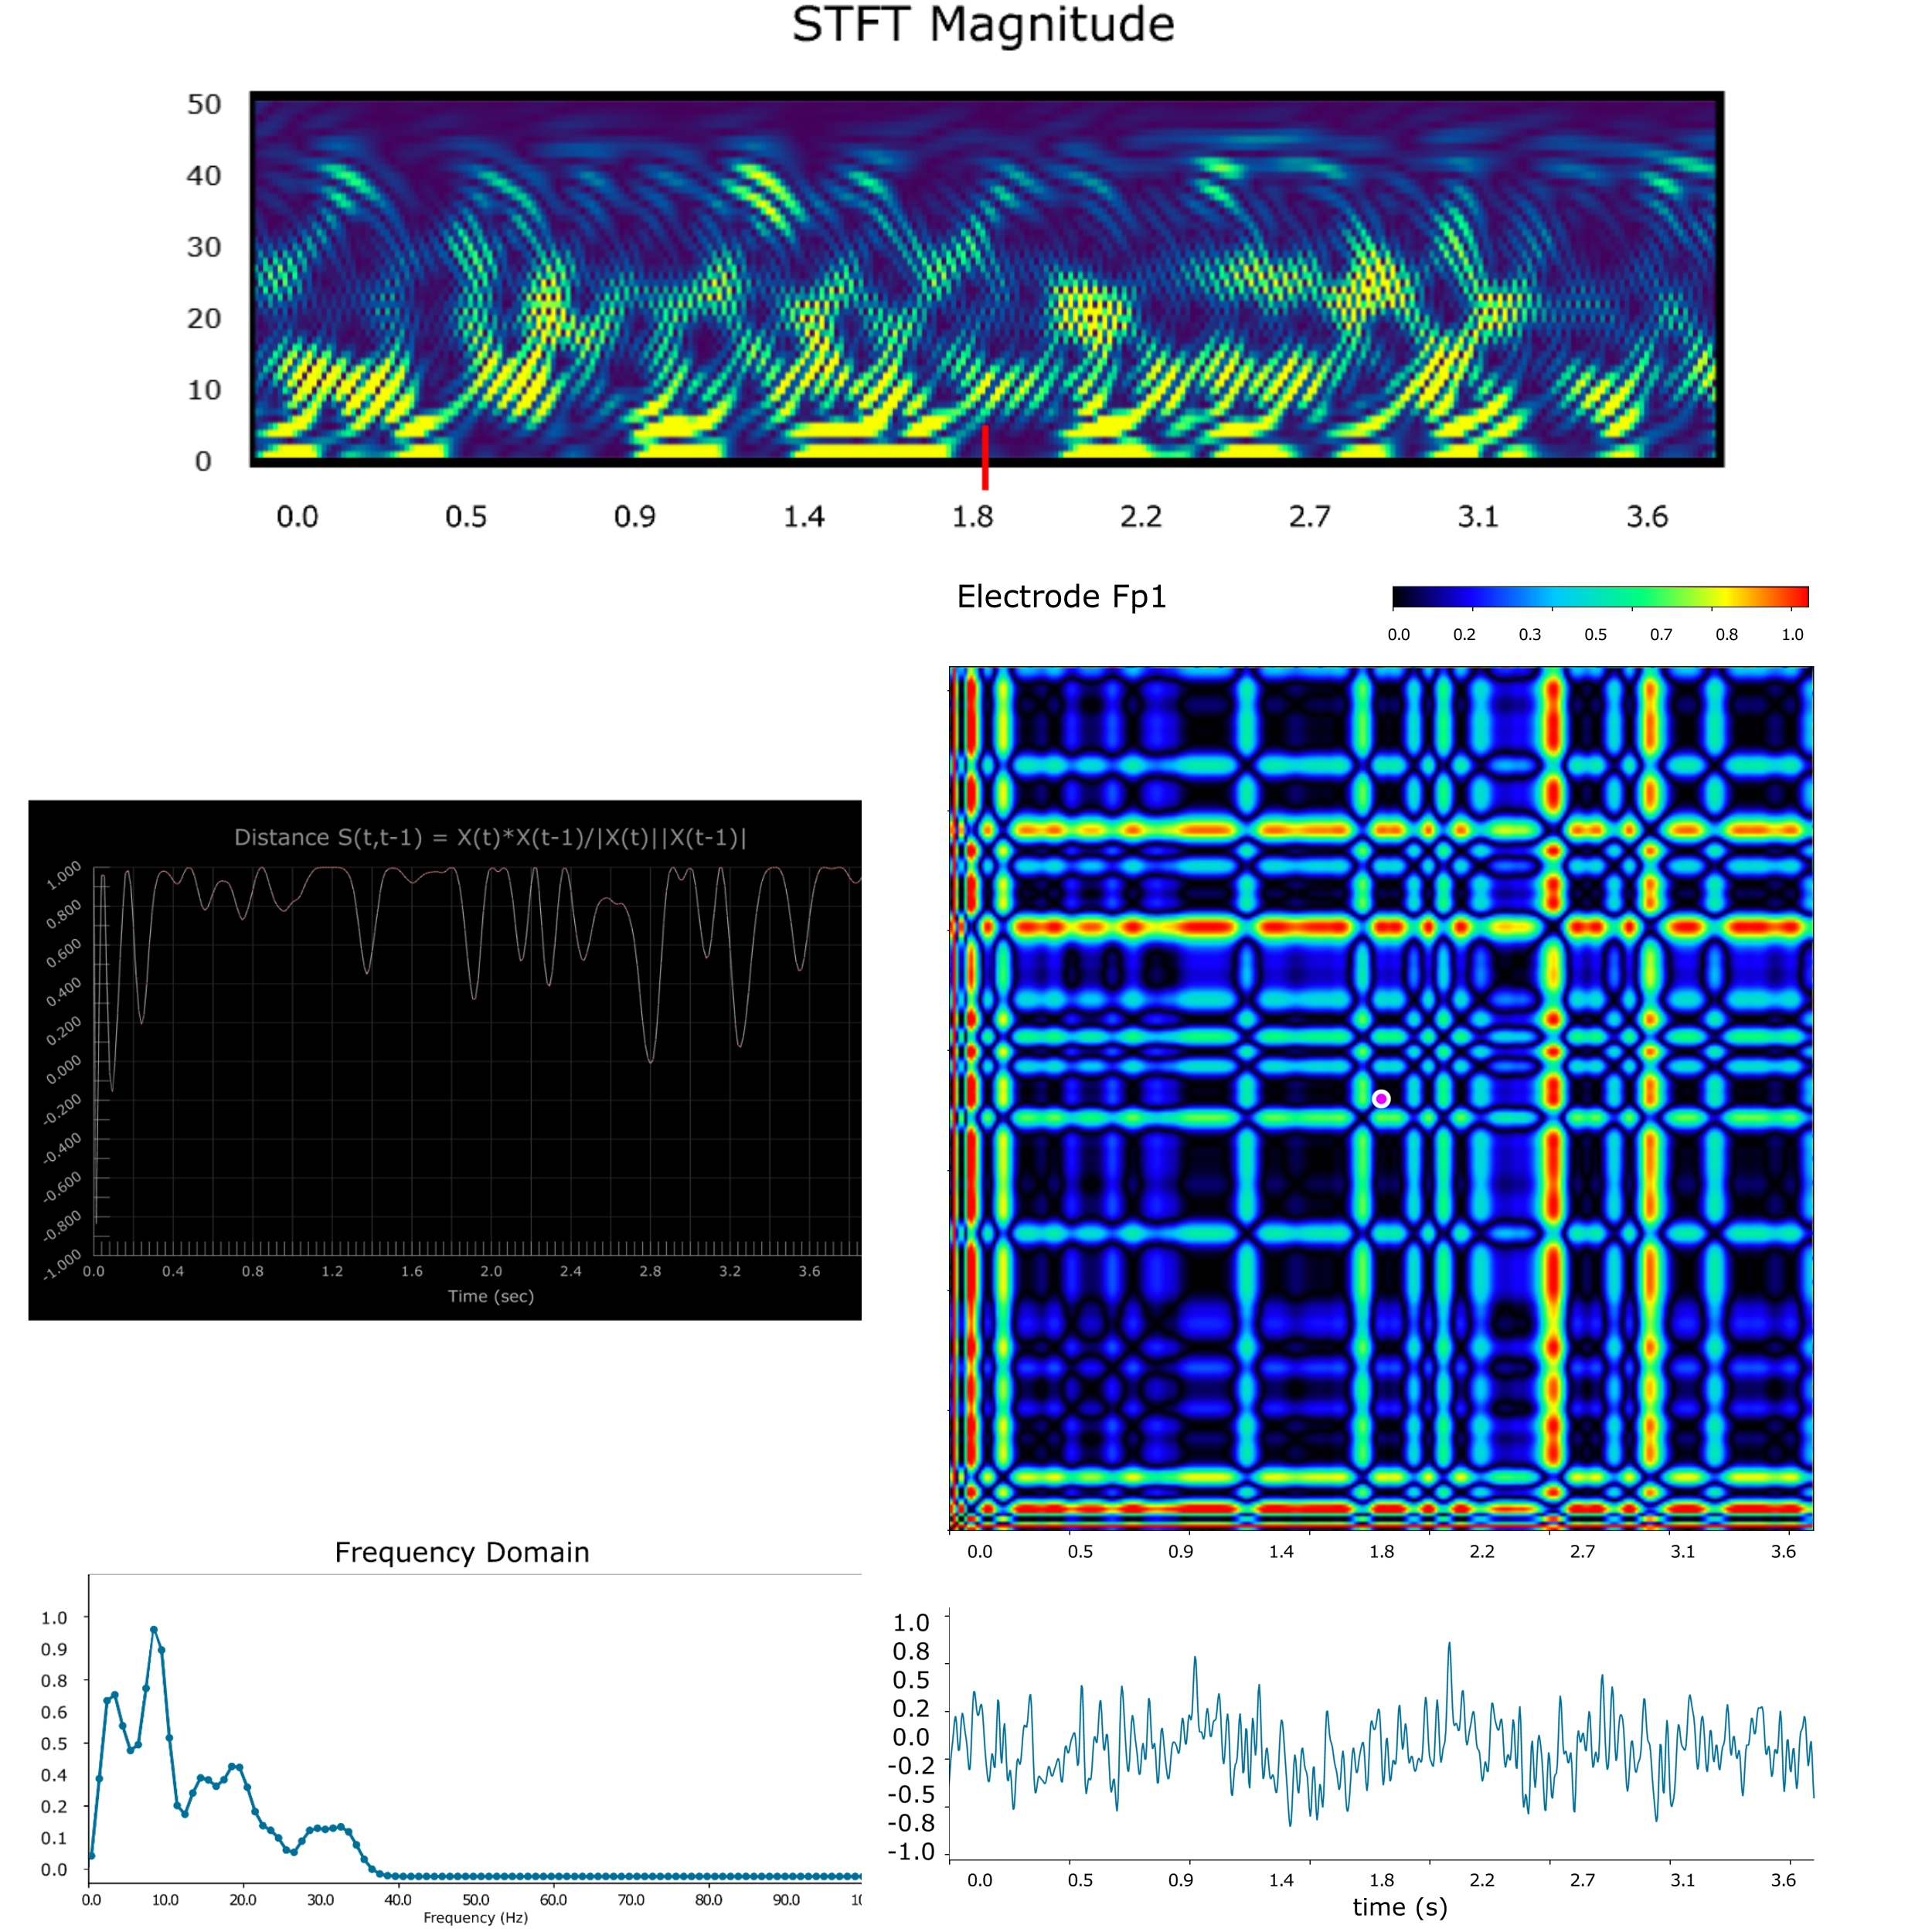 STFT Magnitude
50
40
30
20
10
0
0.0 0.5 0.9 1.4 1.8 2.2 2.7 3.1 3.6
Electrode Fp1
0.0 0.2 0.3 0.5 0.7 0.8 1.0
Distance S(t,t-1) = X(t)*X(t-1)/|X(t)||X(t-1)|
1.000
0.800
0.600
0.400
0.200
0.000
-0.200
-0.400
-0.600
-0.800
-1.000
0.0 0.4 0.8 1.2 1.6 2.0 2.4 2.8 3.2 3.6
Time (sec)
0.0 0.5 0.9 1.4 1.8 2.2 2.7 3.1 3.6
Frequency Domain
1.0
0.9
0.8
0.6
0.5
0.4
0.2
0.1
0.0
0.0 10.0 20.0 30.0 40.0 50.0 60.0 70.0 80.0 90.0 10
Frequency (Hz)
1.0
0.8
0.5
0.2
0.0
-0.2
-0.5
-0.8
-1.0
0.0 0.5 0.9 1.4 1.8 2.2 2.7 3.1 3.6
time (s)